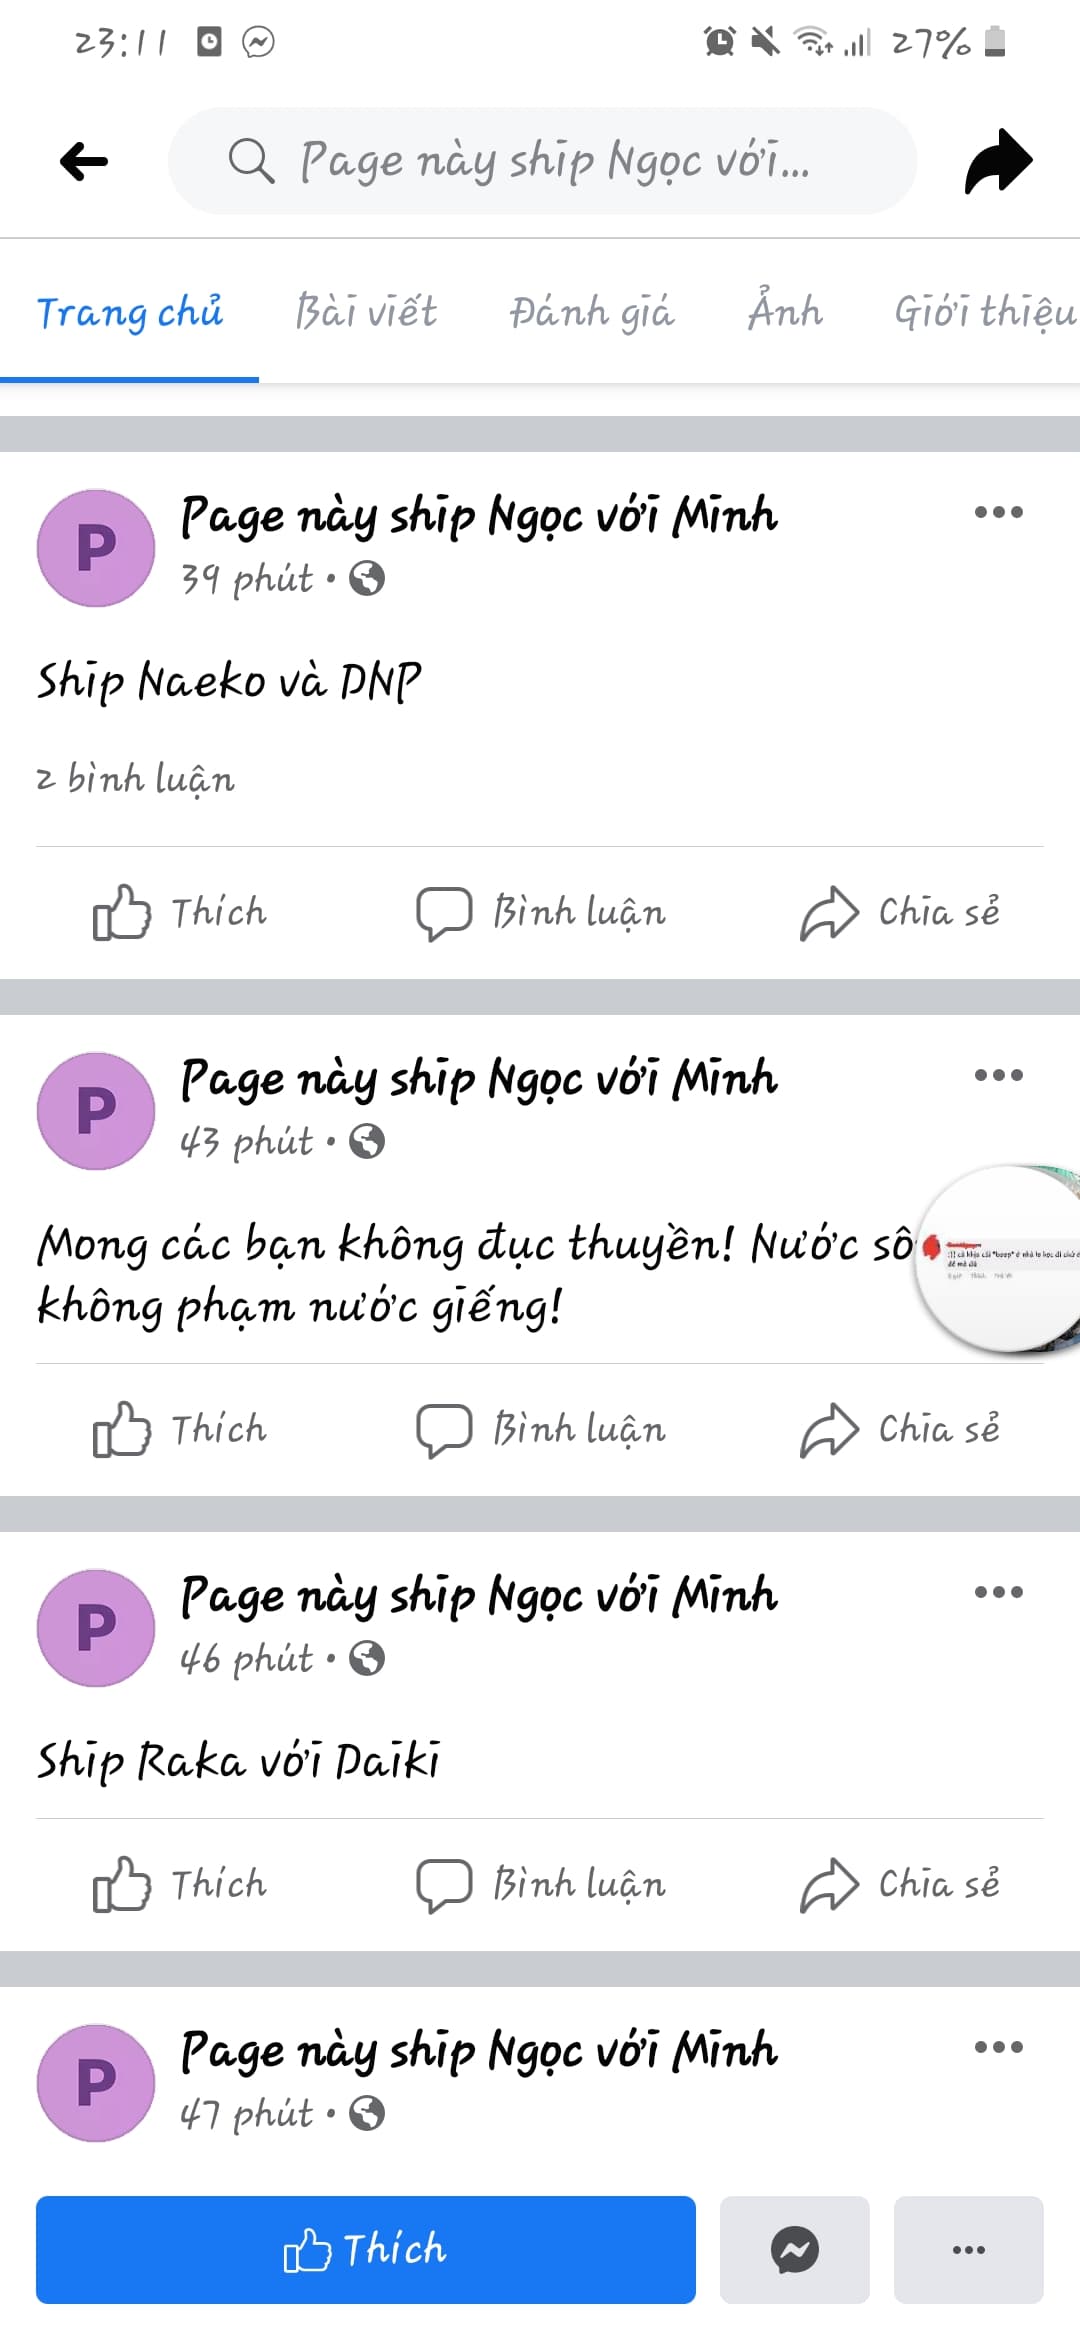 23:11
27%
Page này ship Ngọc với...
Trang chủ Bài viết Đánh giá Ảnh Giới thiệu
Page này ship Ngọc với Minh
39 phút
Ship Naeko và DNP
2 bình luận
Thích Bình luận Chia sẻ
Page này ship Ngọc với Minh
43 phút
Mong các bạn không đục thuyền! Nước sô
không phạm nước giếng!
Thích Bình luận Chia sẻ
Page này ship Ngọc với Minh
46 phút
Ship Raka với Daiki
Thích Bình luận Chia sẻ
Page này ship Ngọc với Minh
47 phút
Thích